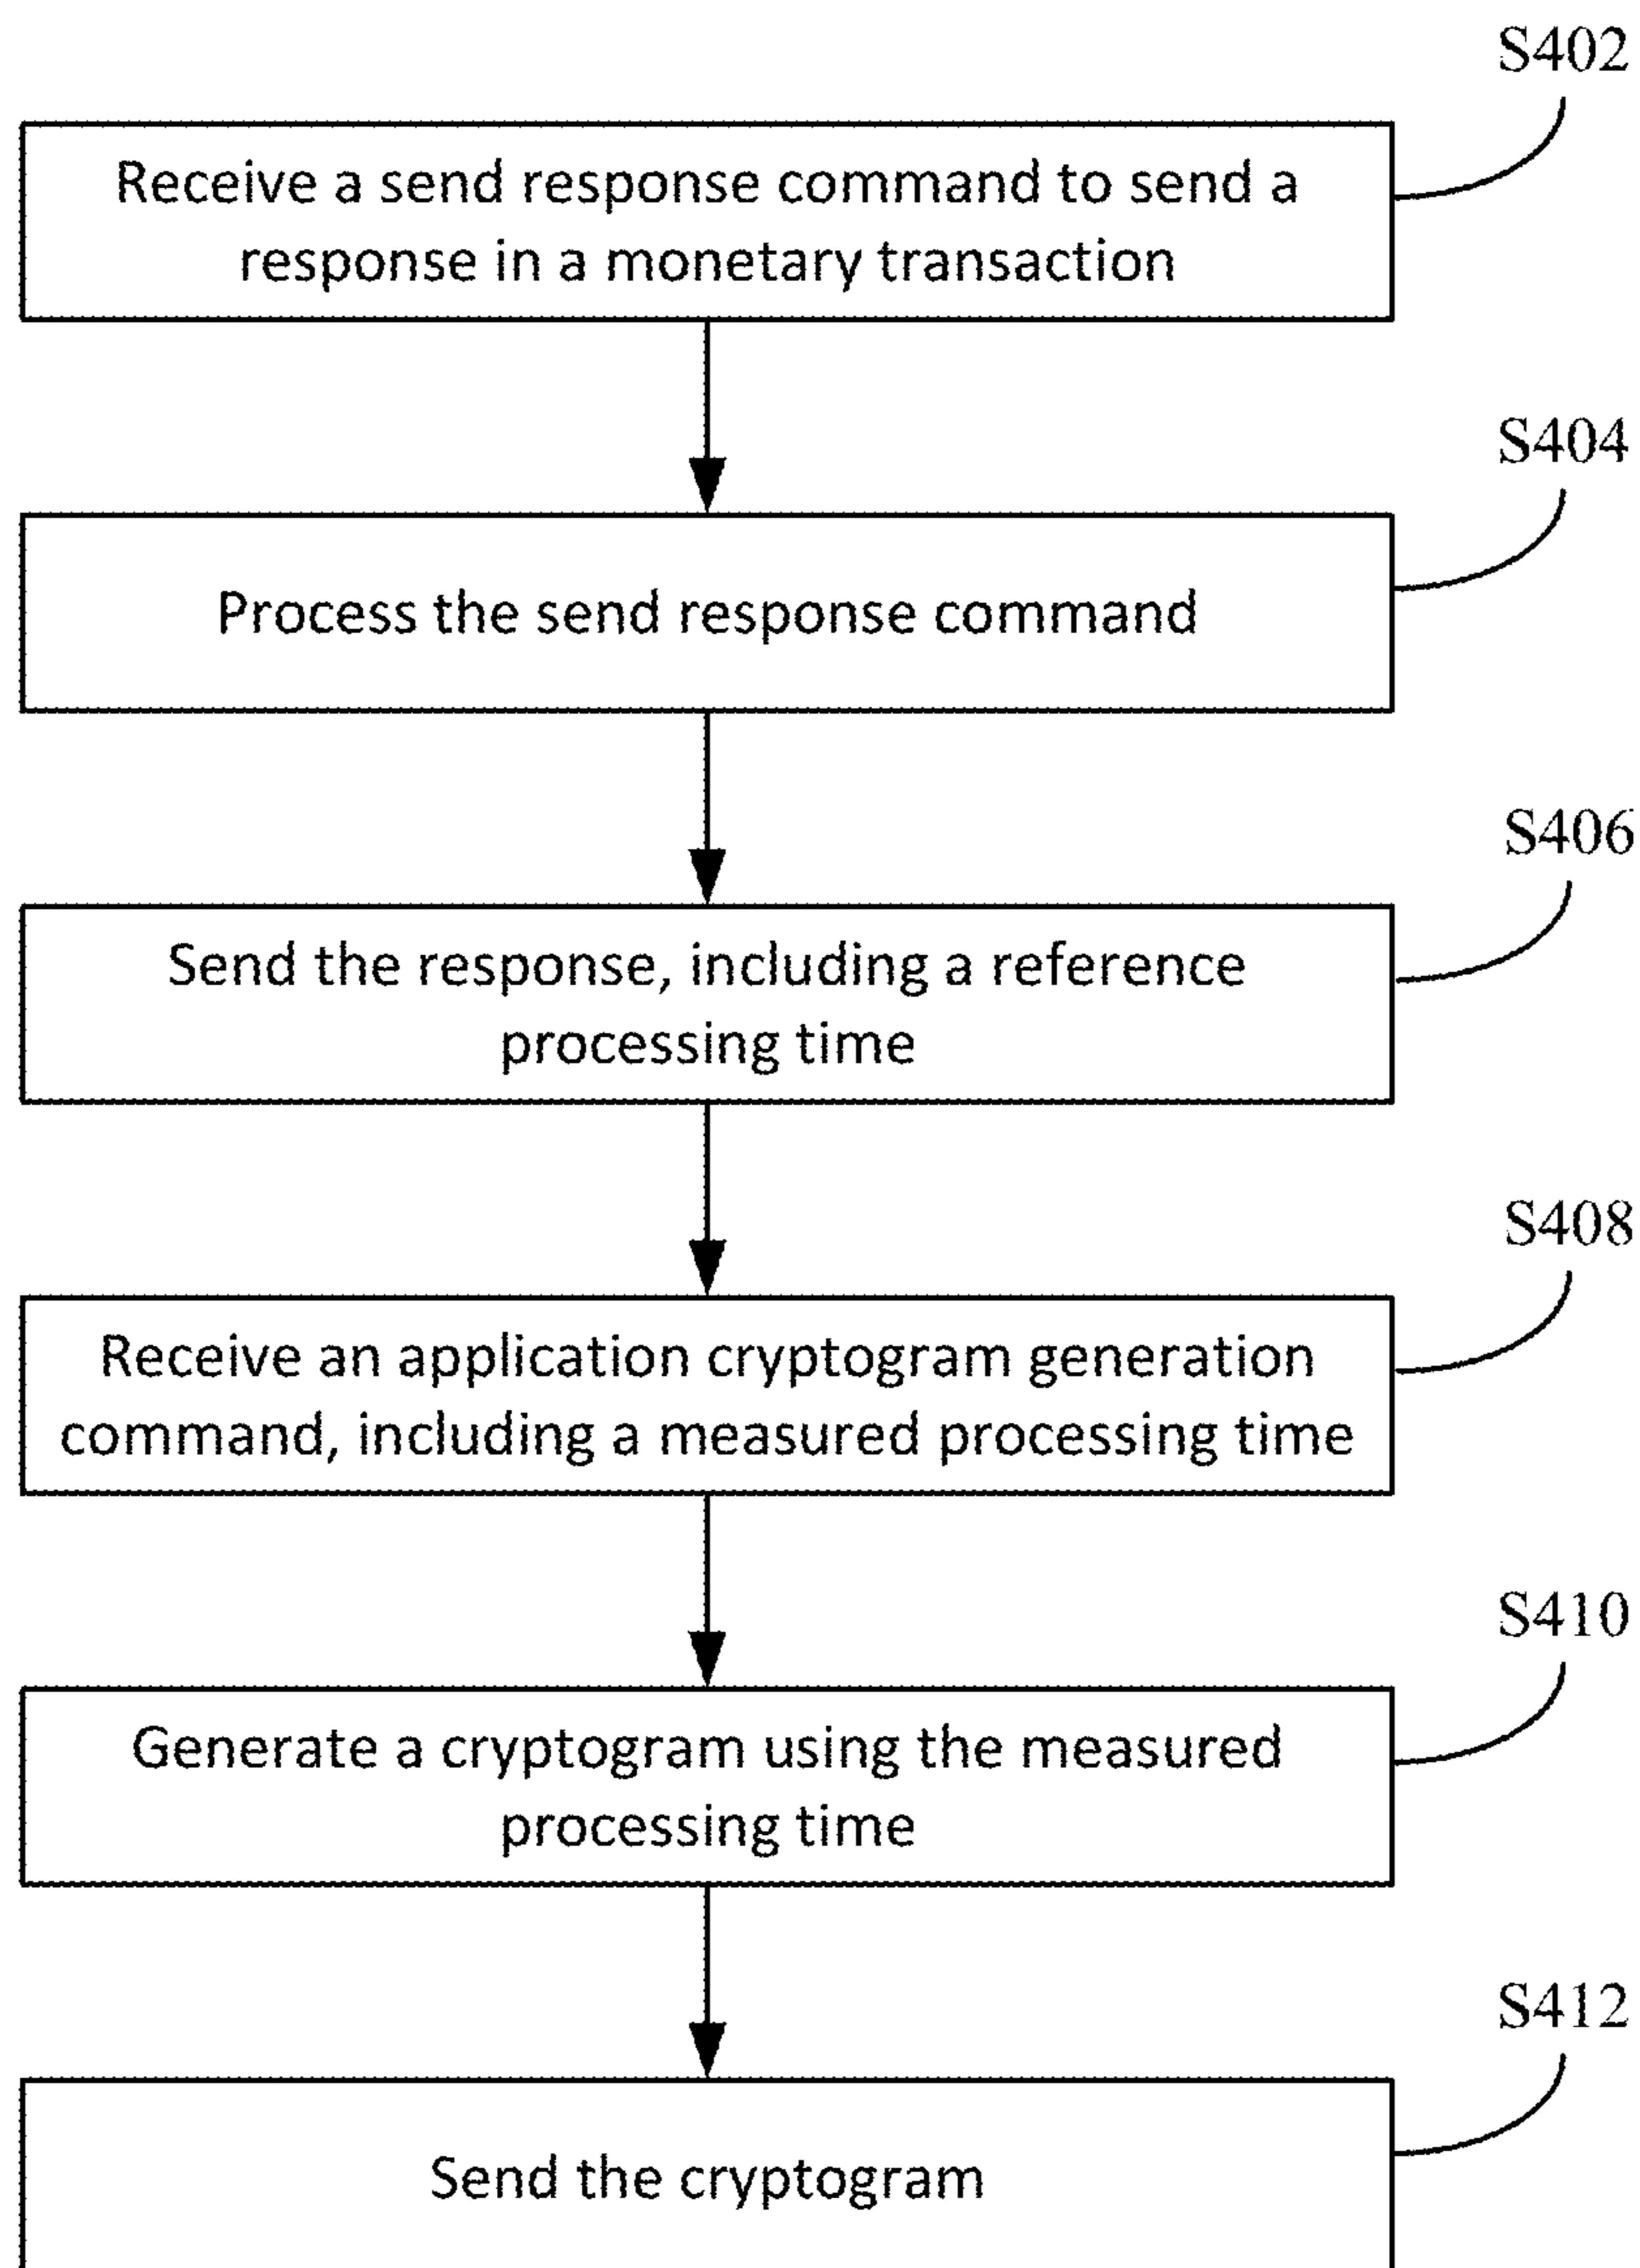 S402
Receive a send response command to send a
response in a monetary transaction
S404
Process the send response command
S406
Send the response, including a reference
processing time
S408
Receive an application cryptogram generation
command, including a measured processing time
S410
Generate a cryptogram using the measured
processing time
S412
Send the cryptogram